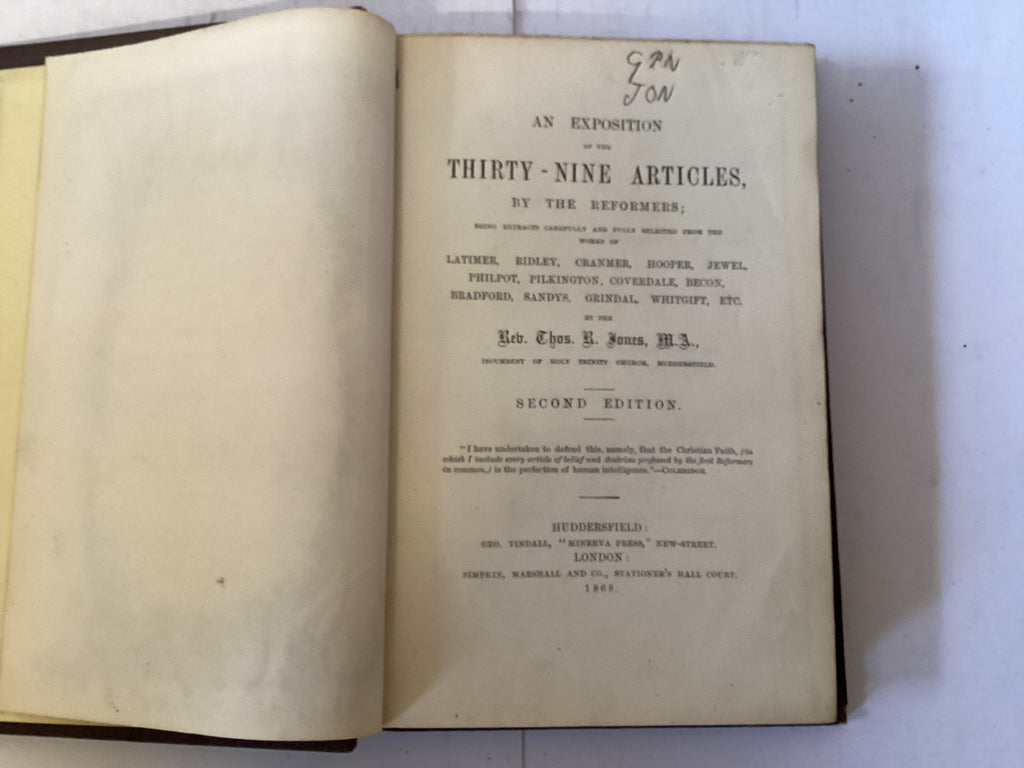 GPN
JON
AN EXPOSITION
OF THE
THIRTY-NINE ARTICLES,
BY THE REFORMERS;
BEING EXTRACTS CAREFULLY AND FULLY SELECTED FROM THE
WORKS OF
LATIMER, RIDLEY, CRANMER, HOOPER, JEWEL,
PHILPOT, PILKINGTON, COVERDALE, BECON,
BRADFORD, SANDYS, GRINDAL, WHITGIFT, ETC.
BY THE
Rev. Thos. R. Jones, M.A.,
INCUMBENT OF HOLY TRINITY CHURCH, HUDDERSFIELD.
SECOND EDITION.
"I have undertaken to defend this, namely, that the Christian Faith, (in
which I include every article of belief and doctrine professed by the first Reformers
in common,) is the perfection of human intelligence."—COLERIDGE
HUDDERSFIELD:
GEO. TINDALL, "MINERVA PRESS," NEW-STREET.
LONDON:
SIMPKIN, MARSHALL AND CO., STATIONER'S HALL COURT.
1868.